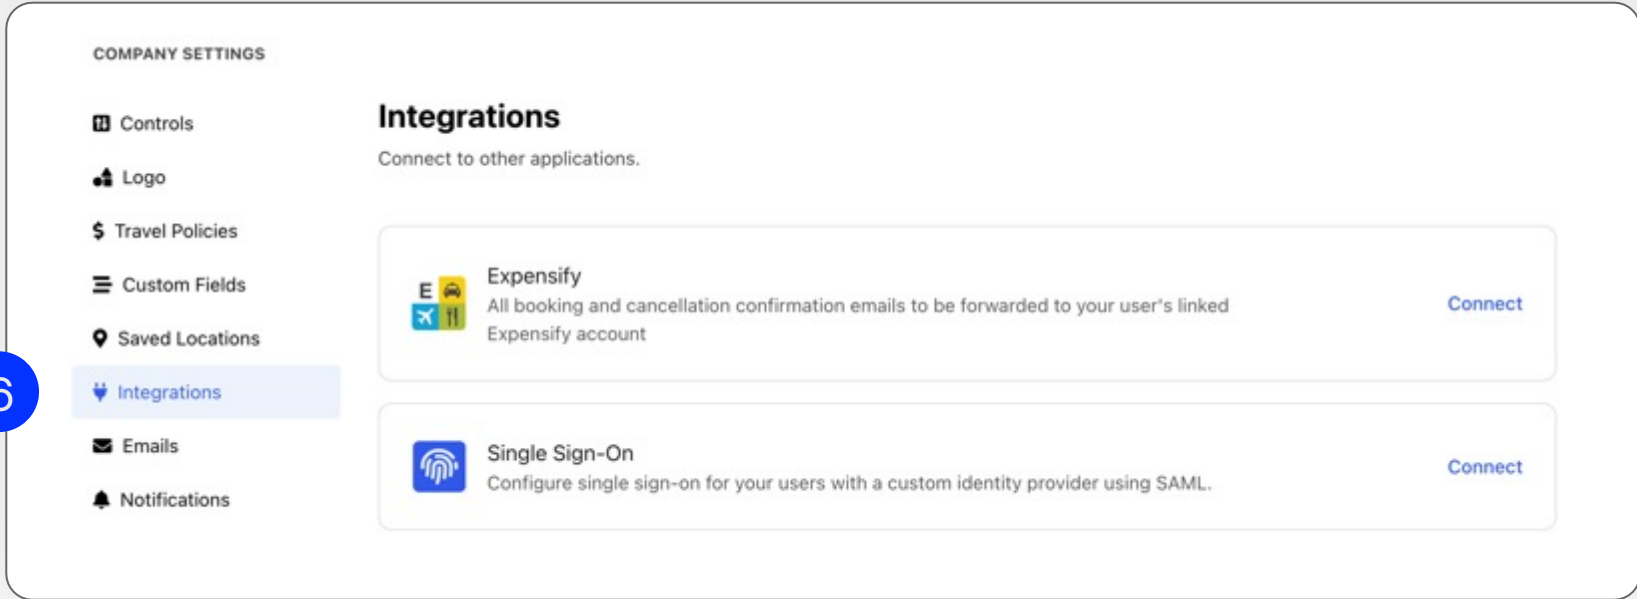 COMPANY SETTINGS
Controls
Logo
Travel Policies
Custom Fields
Saved Locations
6
Integrations
Emails
Notifications
Integrations
Connect to other applications.
E
Expensify
All booking and cancellation confirmation emails to be forwarded to your user's linked
Expensify account
Connect
Single Sign-On
Configure single sign-on for your users with a custom identity provider using SAML.
Connect